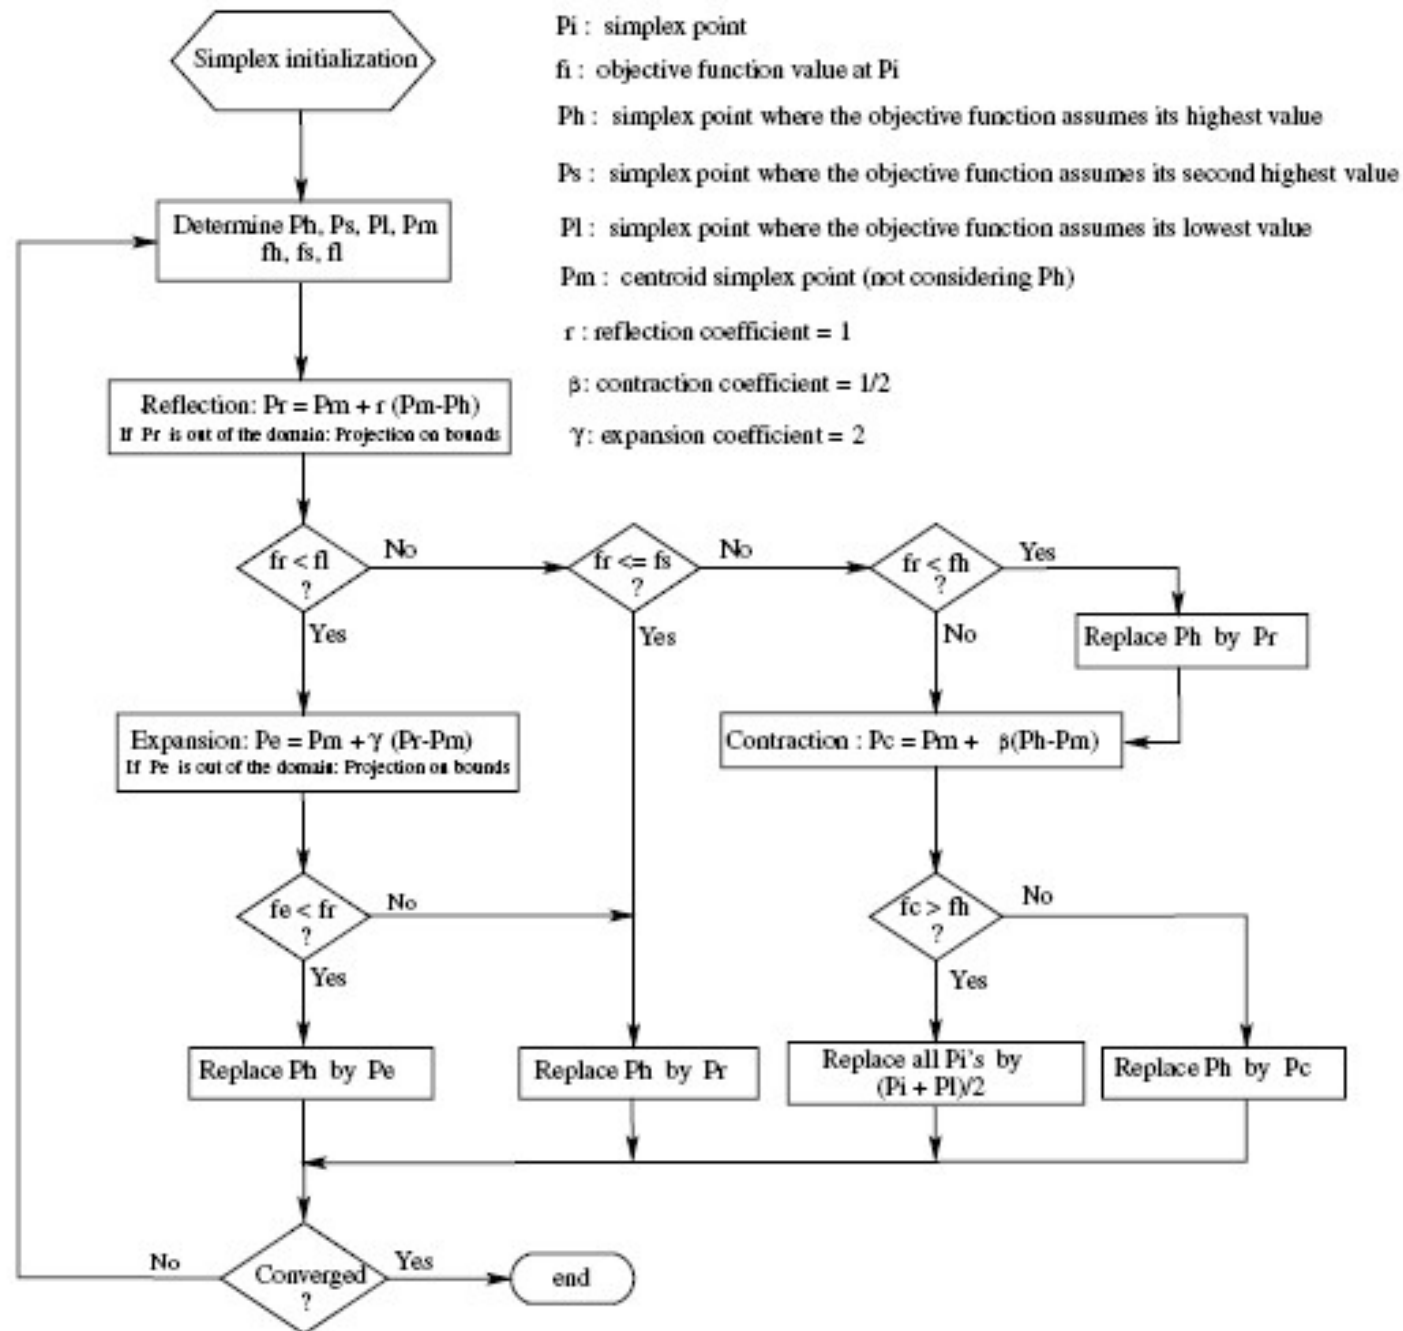 Simplex initialization
Pi : simplex point
fi : objective function value at Pi
Ph : simplex point where the objective function assumes its highest value
Ps : simplex point where the objective function assumes its second highest value
Pl : simplex point where the objective function assumes its lowest value
Pm : centroid simplex point (not considering Ph)
r : reflection coefficient = 1
β: contraction coefficient = 1/2
γ: expansion coefficient = 2
Determine Ph, Ps, Pl, Pm
fh, fs, fl
Reflection: Pr = Pm + r (Pm-Ph)
If Pr is out of the domain: Projection on bounds
fr < fl
?
No
Yes
fr <= fs
?
No
Yes
fr < fh
?
Yes
No
Replace Ph by Pr
Expansion: Pe = Pm + γ (Pr-Pm)
If Pe is out of the domain: Projection on bounds
Contraction : Pc = Pm + β(Ph-Pm)
fe < fr
?
No
Yes
fc > fh
?
No
Yes
Replace Ph by Pe
Replace Ph by Pr
Replace all Pi's by
(Pi + Pl)/2
Replace Ph by Pc
Converged
?
No
Yes
end